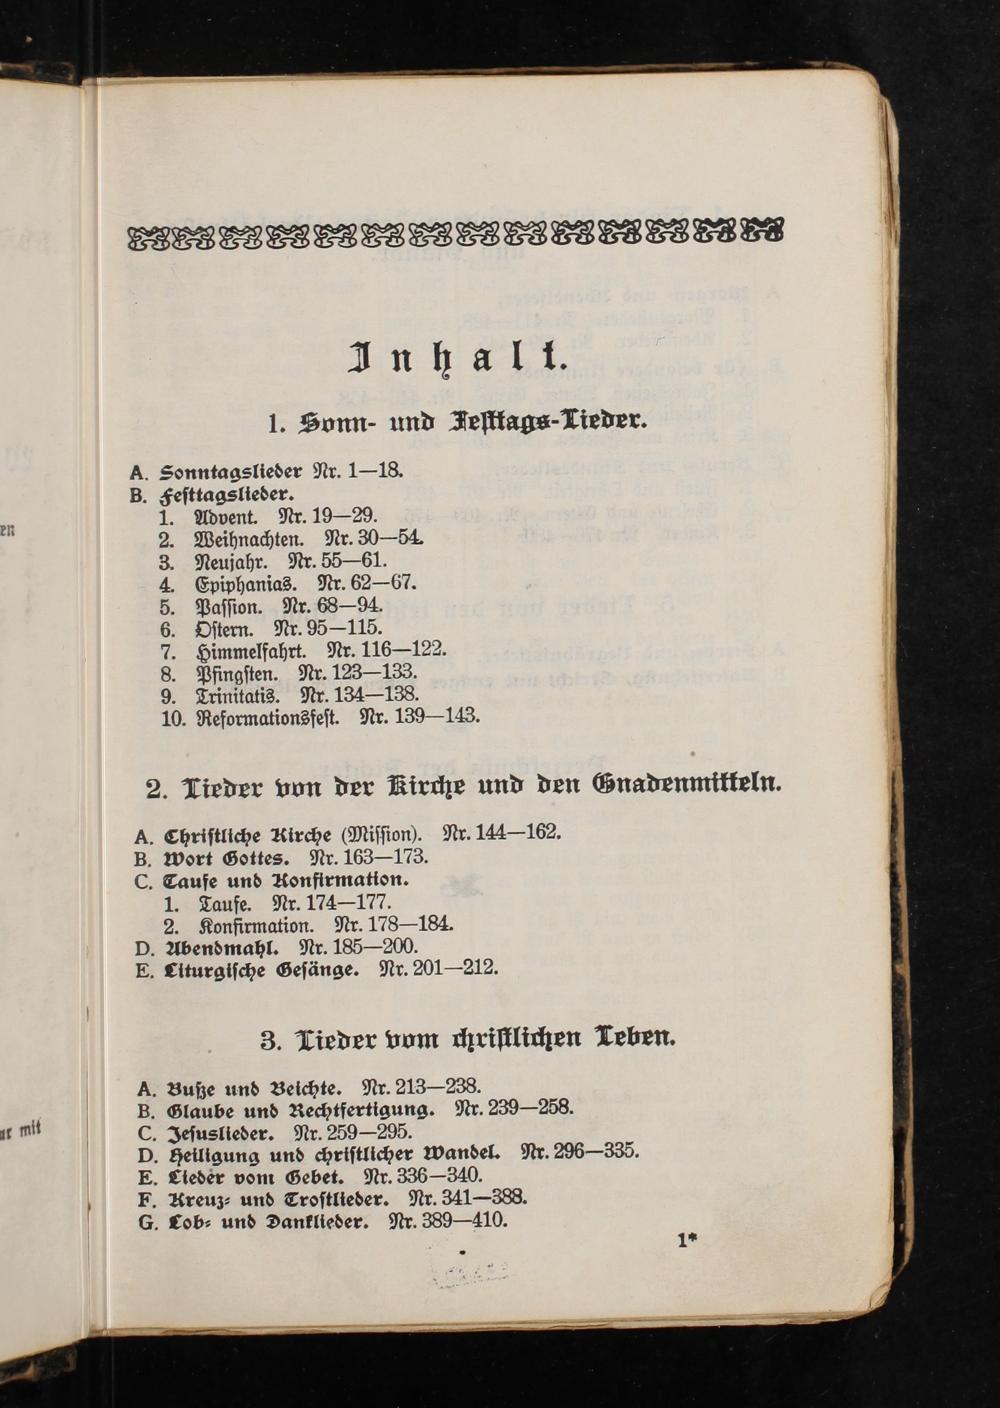 Inhalt.
1. Sonn- und Festtags-Lieder.
A. Sonntagslieder Nr. 1—18.
B. Festtagslieder.
1. Advent. Nr. 19—29.
2. Weihnachten. Nr. 30—54.
3. Neujahr. Nr. 55—61.
4. Epiphanias. Nr. 62—67.
5. Passion. Nr. 68—94.
6. Ostern. Nr. 95—115.
7. Himmelfahrt. Nr. 116—122.
8. Pfingsten. Nr. 123—133.
9. Trinitatis. Nr. 134—138.
10. Reformationsfest. Nr. 139—143.
2. Lieder von der Kirche und den Gnadenmitteln.
A. Christliche Kirche (Mission). Nr. 144—162.
B. Wort Gottes. Nr. 163—173.
C. Taufe und Konfirmation.
1. Taufe. Nr. 174—177.
2. Konfirmation. Nr. 178—184.
D. Abendmahl. Nr. 185—200.
E. Liturgische Gesänge. Nr. 201—212.
3. Lieder vom christlichen Leben.
A. Buße und Beichte. Nr. 213—238.
B. Glaube und Rechtfertigung. Nr. 239—258.
C. Jesuslieder. Nr. 259—295.
D. Heiligung und christlicher Wandel. Nr. 296—335.
E. Lieder vom Gebet. Nr. 336—340.
F. Kreuz- und Trostlieder. Nr. 341—388.
G. Lob- und Danklieder. Nr. 389—410.
1*